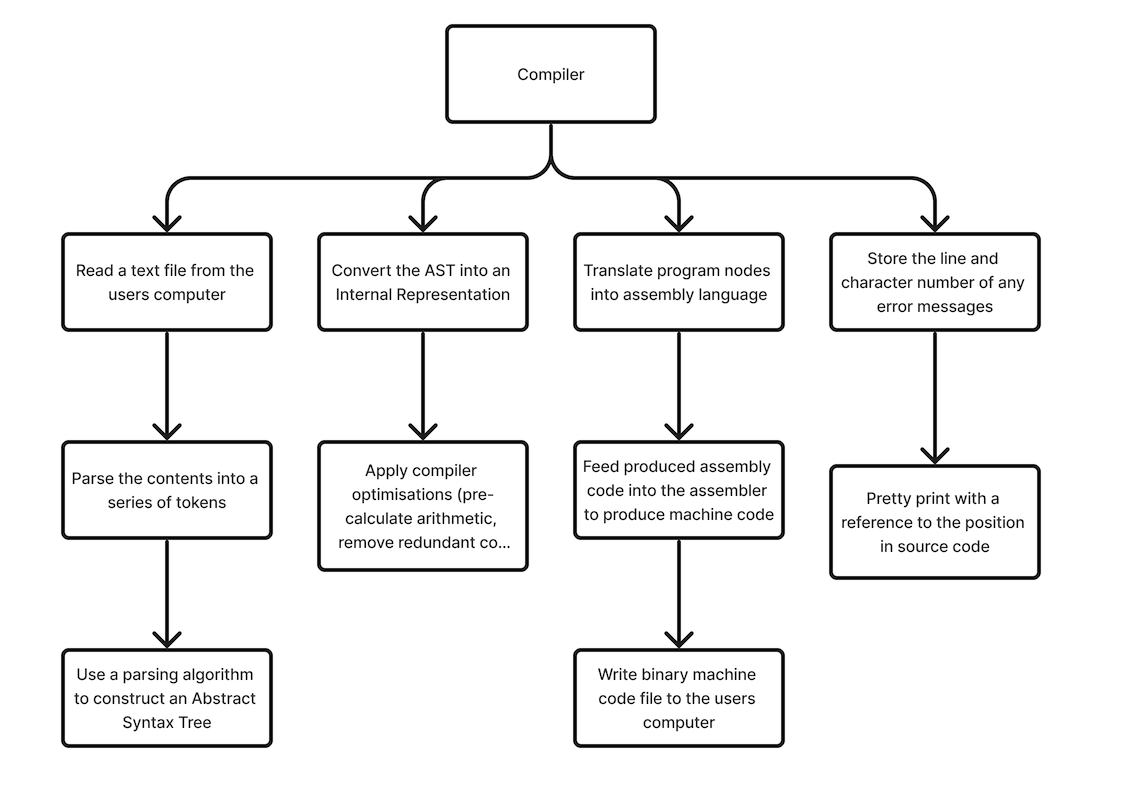 Compiler
Read a text file from the
users computer
Convert the AST into an
Internal Representation
Translate program nodes
into assembly language
Store the line and
character number of any
error messages
Parse the contents into a
series of tokens
Apply compiler
optimisations (pre-
calculate arithmetic,
remove redundant co...
Feed produced assembly
code into the assembler
to produce machine code
Pretty print with a
reference to the position
in source code
Use a parsing algorithm
to construct an Abstract
Syntax Tree
Write binary machine
code file to the users
computer